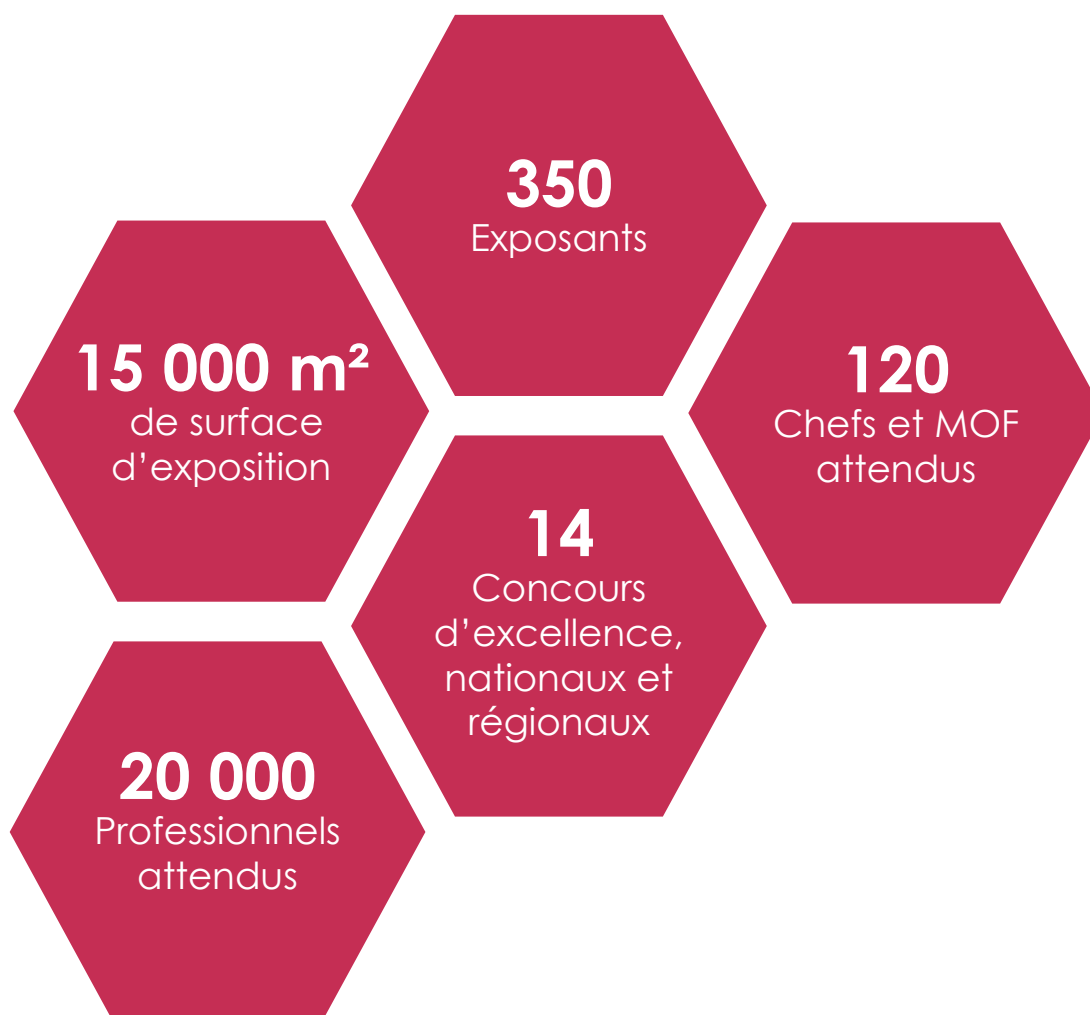 350
Exposants
15 000 m²
de surface
d’exposition
120
Chefs et MOF
attendus
14
Concours
d’excellence,
nationaux et
régionaux
20 000
Professionnels
attendus